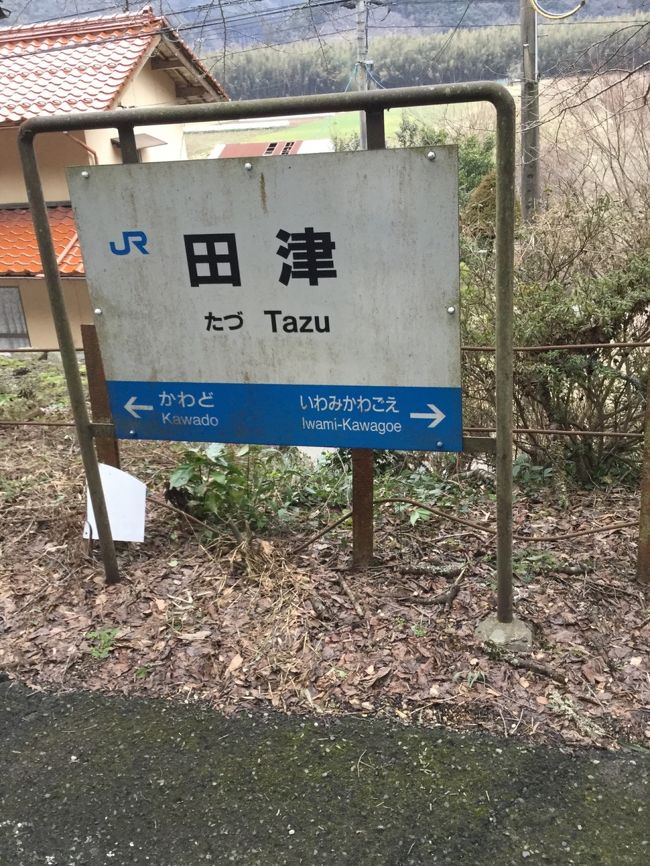 JR
田津
たづ Tazu
← かわど
Kawado
いわみかわごえ →
Iwami-Kawagoe